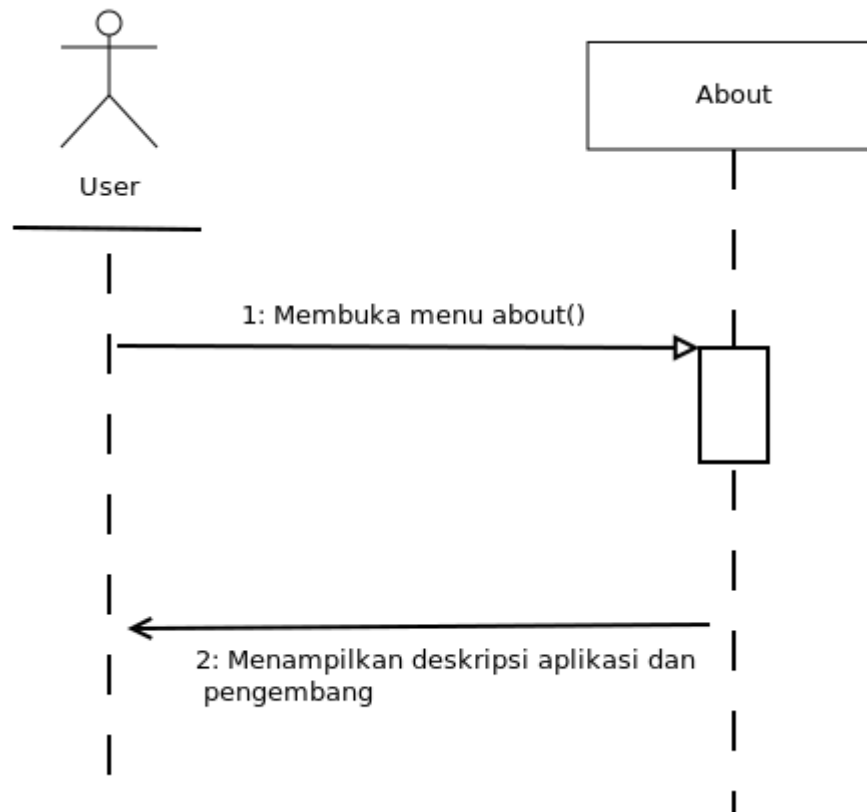 User
About
1: Membuka menu about()
2: Menampilkan deskripsi aplikasi dan
pengembang